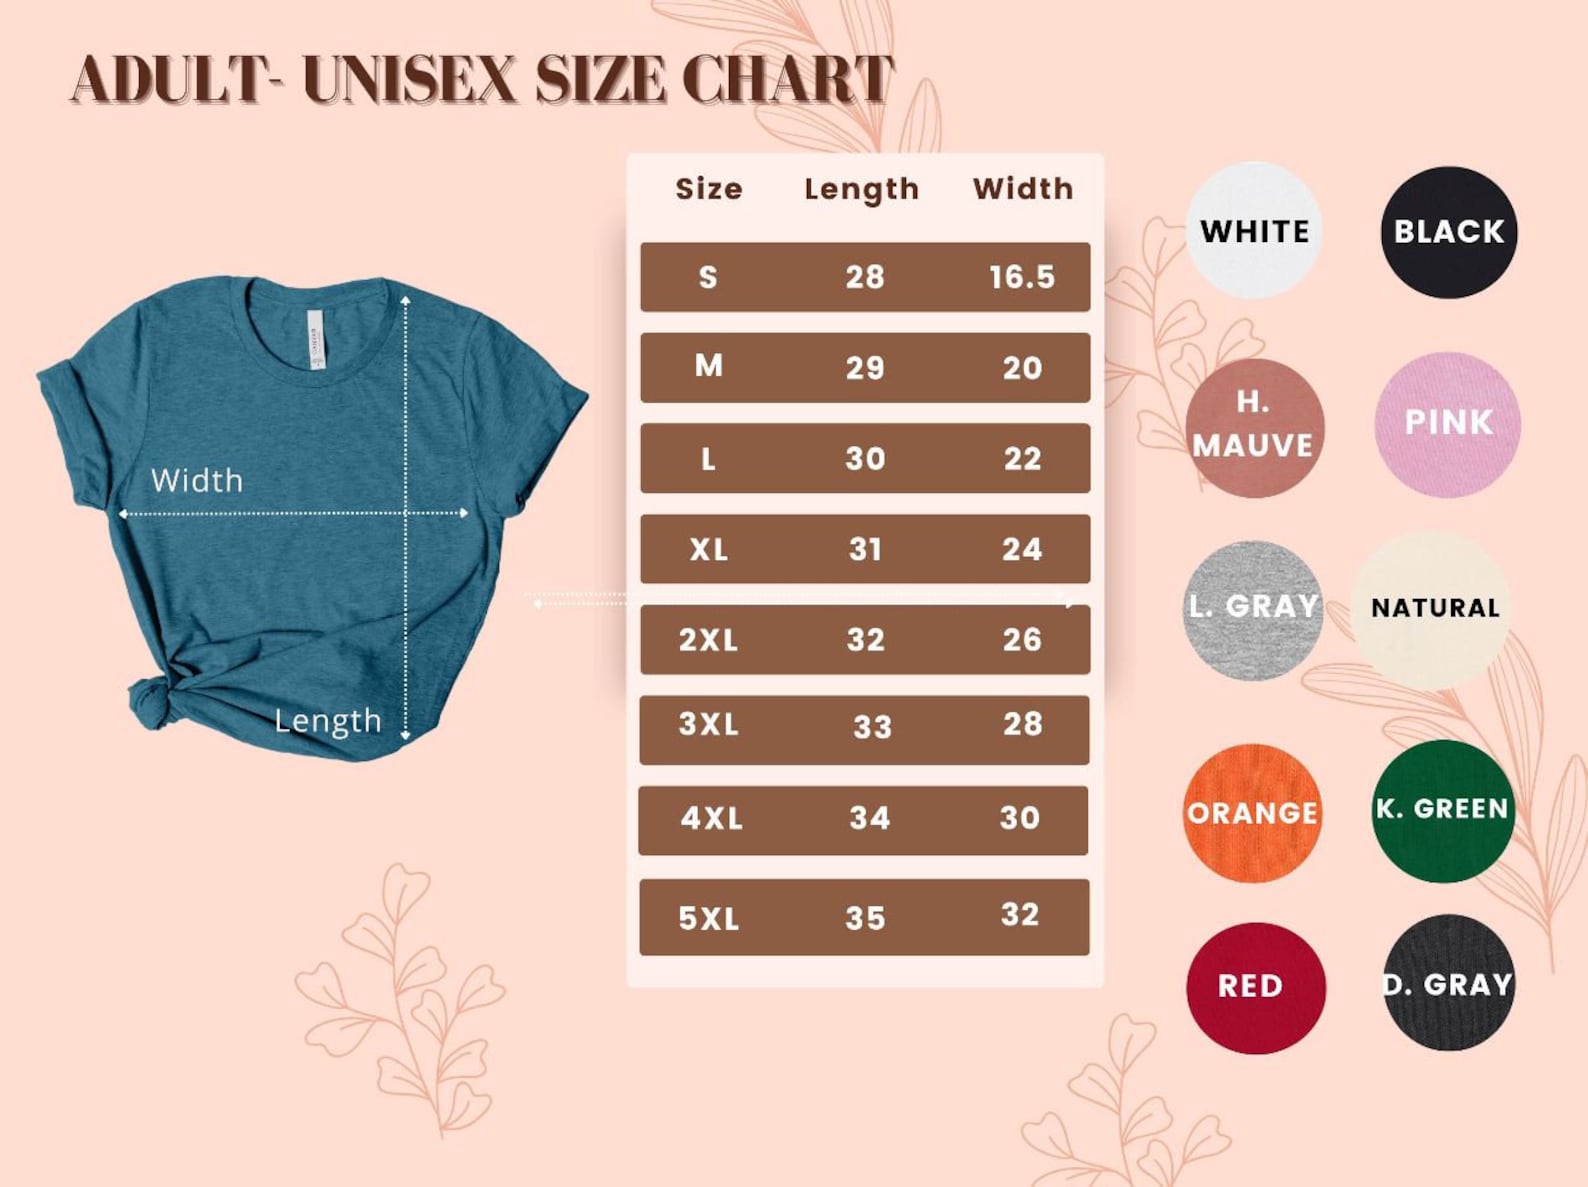 ADULT- UNISEX SIZE CHART
Size Length Width
S 28 16.5
M 29 20
L 30 22
XL 31 24
2XL 32 26
3XL 33 28
4XL 34 30
5XL 35 32
Width
Length
WHITE
BLACK
H.
MAUVE
PINK
L. GRAY
NATURAL
ORANGE
K. GREEN
RED
D. GRAY